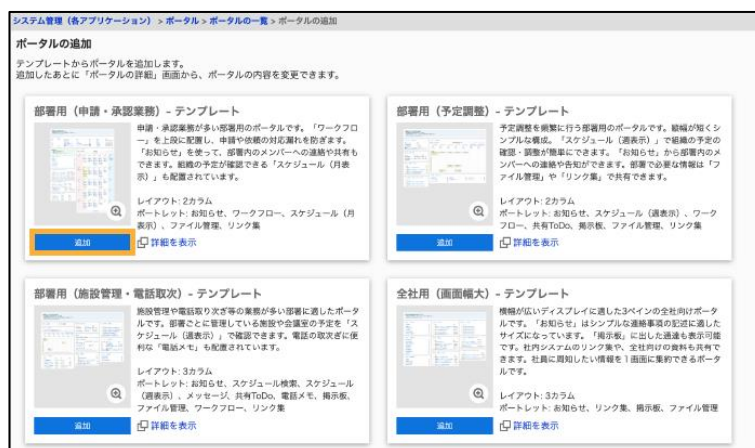 システム管理（各アプリケーション） > ポータル > ポータルの一覧 > ポータルの追加
ポータルの追加
テンプレートからポータルを追加します。
追加したあとに「ポータルの詳細」画面から、ポータルの内容を変更できます。
部署用（申請・承認業務）- テンプレート
申請・承認業務が多い部署用のポータルです。「ワークフロ
ー」を上段に配置し、申請や依頼の対応漏れを防ぎます。
「お知らせ」を使って、部署内のメンバーへの連絡や共有も
できます。組織の予定が確認できる「スケジュール（月表
示）」も配置されています。
レイアウト: 2カラム
ポートレット: お知らせ、ワークフロー、スケジュール（月
表示）、ファイル管理、リンク集
追加
詳細を表示
部署用（予定調整）- テンプレート
予定調整を頻繁に行う部署用のポータルです。縦幅が短くシ
ンプルな構成。「スケジュール（週表示）」で組織の予定の
確認・調整が簡単にできます。「お知らせ」から部署内のメ
ンバーへの連絡や告知ができます。部署で必要な情報は「フ
ァイル管理」や「リンク集」で共有できます。
レイアウト: 2カラム
ポートレット: お知らせ、スケジュール（週表示）、ワーク
フロー、共有ToDo、掲示板、ファイル管理、リンク集
追加
詳細を表示
部署用（施設管理・電話取次）- テンプレート
施設管理や電話取り次ぎ等の業務が多い部署に適したポータ
ルです。部署ごとに管理している施設や会議室の予定を「ス
ケジュール（週表示）」で確認できます。電話の取次ぎに便
利な「電話メモ」も配置されています。
レイアウト: 3カラム
ポートレット: お知らせ、スケジュール検索、スケジュール
（週表示）、メッセージ、共有ToDo、電話メモ、掲示板、
ファイル管理、ワークフロー、リンク集
追加
詳細を表示
全社用（画面幅大）- テンプレート
横幅が広いディスプレイに適した3ペインの全社向けポータ
ルです。「お知らせ」はシンプルな連絡事項の記述に適した
サイズになっています。「掲示板」に出した通達も表示可能
です。社内システムのリンク集や、全社向けの資料も共有で
きます。社員に周知したい情報を1画面に集約できるポータ
ルです。
レイアウト: 3カラム
ポートレット: お知らせ、リンク集、掲示板、ファイル管理
追加
詳細を表示